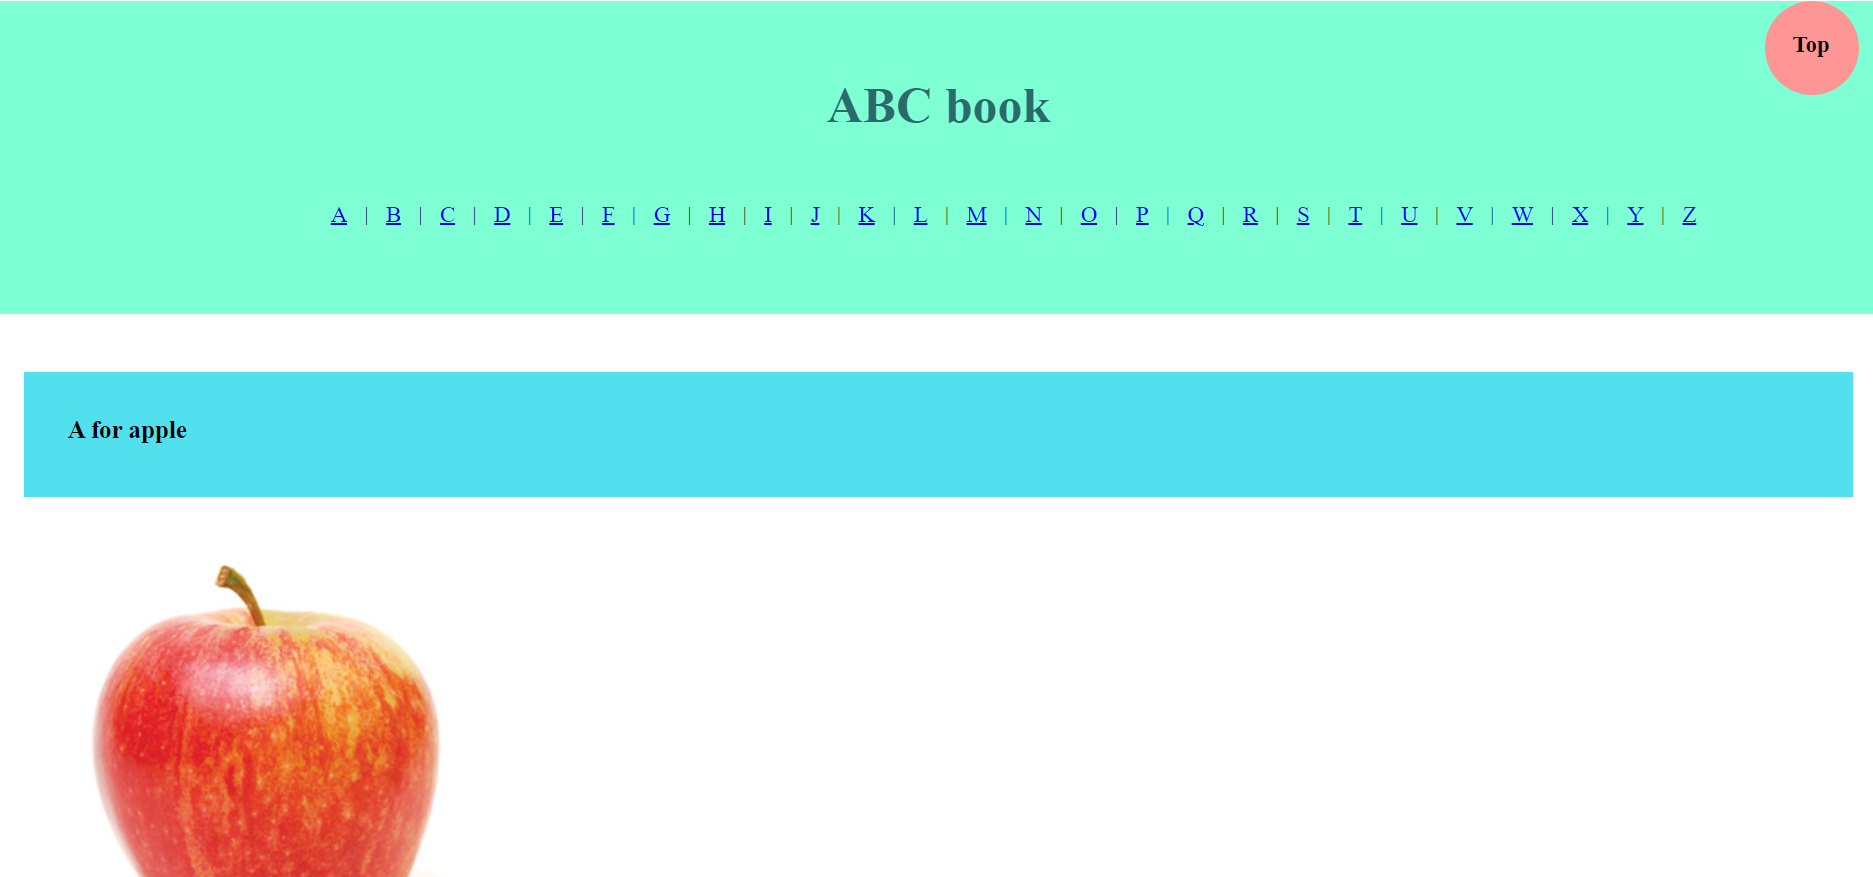 Top
ABC book
A | B | C | D | E | F | G | H | I | J | K | L | M | N | O | P | Q | R | S | T | U | V | W | X | Y | Z
A for apple